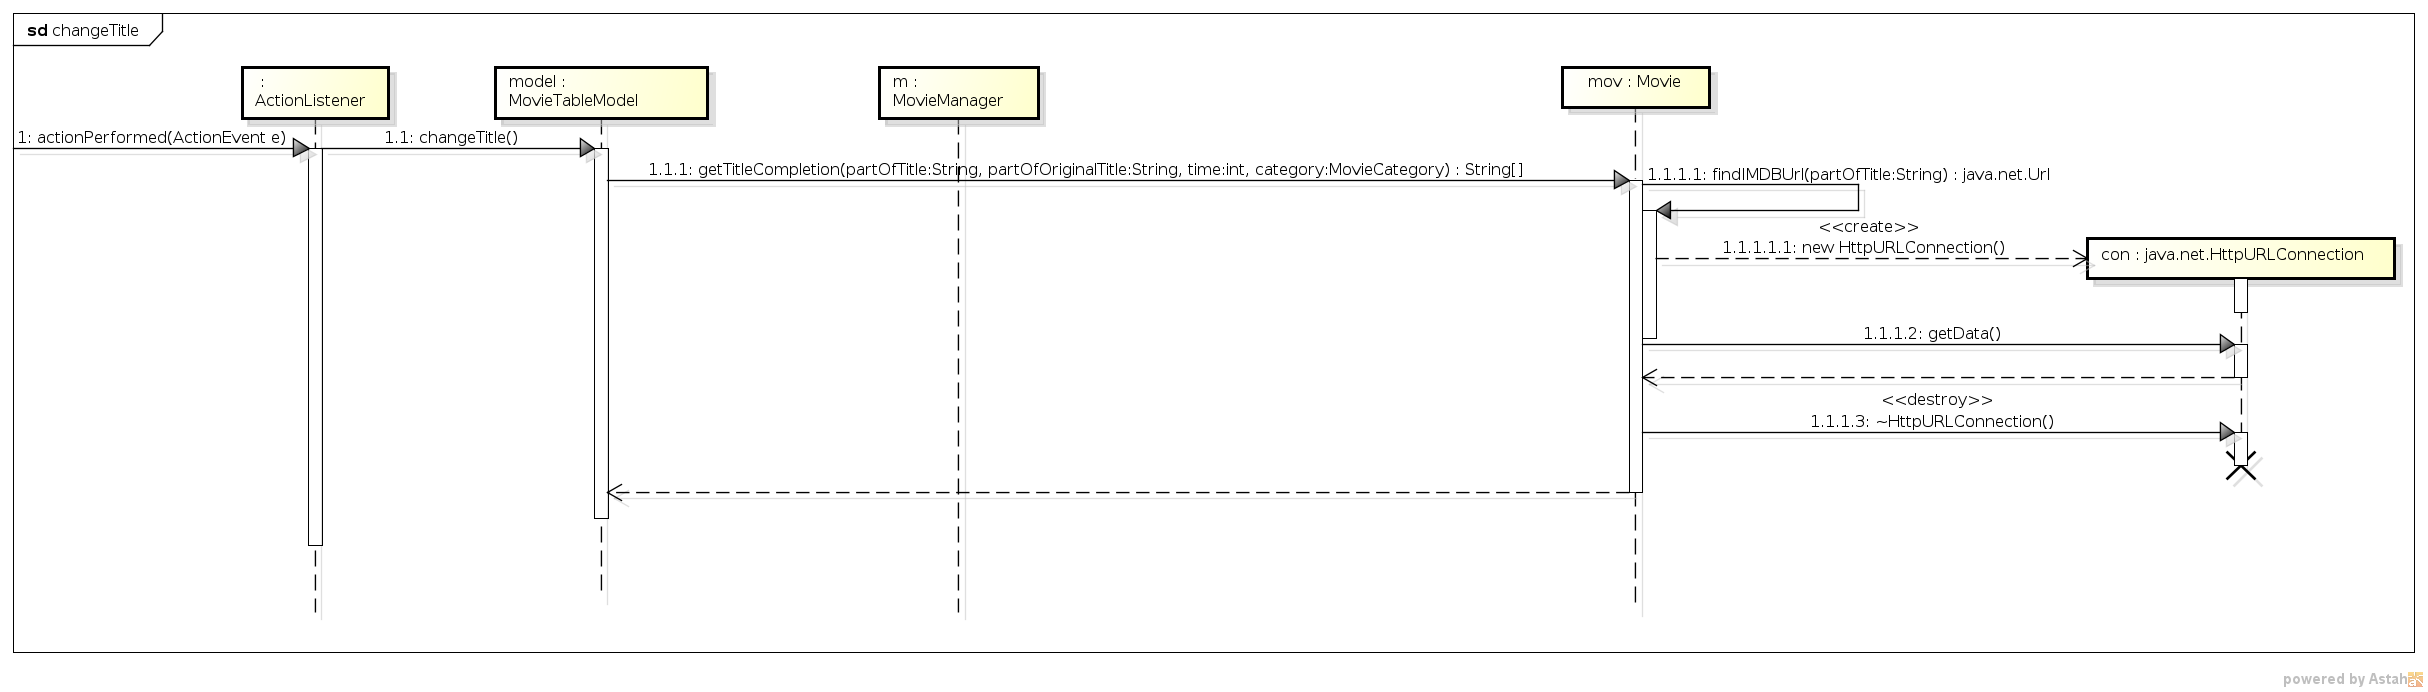 sd changeTitle
:
ActionListener
model :
MovieTableModel
m :
MovieManager
mov : Movie
1: actionPerformed(ActionEvent e)
1.1: changeTitle()
1.1.1: getTitleCompletion(partOfTitle:String, partOfOriginalTitle:String, time:int, category:MovieCategory) : String[]
1.1.1.1: findIMDBUrl(partOfTitle:String) : java.net.Url
<<create>>
1.1.1.1.1: new HttpURLConnection()
con : java.net.HttpURLConnection
1.1.1.2: getData()
<<destroy>>
1.1.1.3: ~HttpURLConnection()
powered by Astah